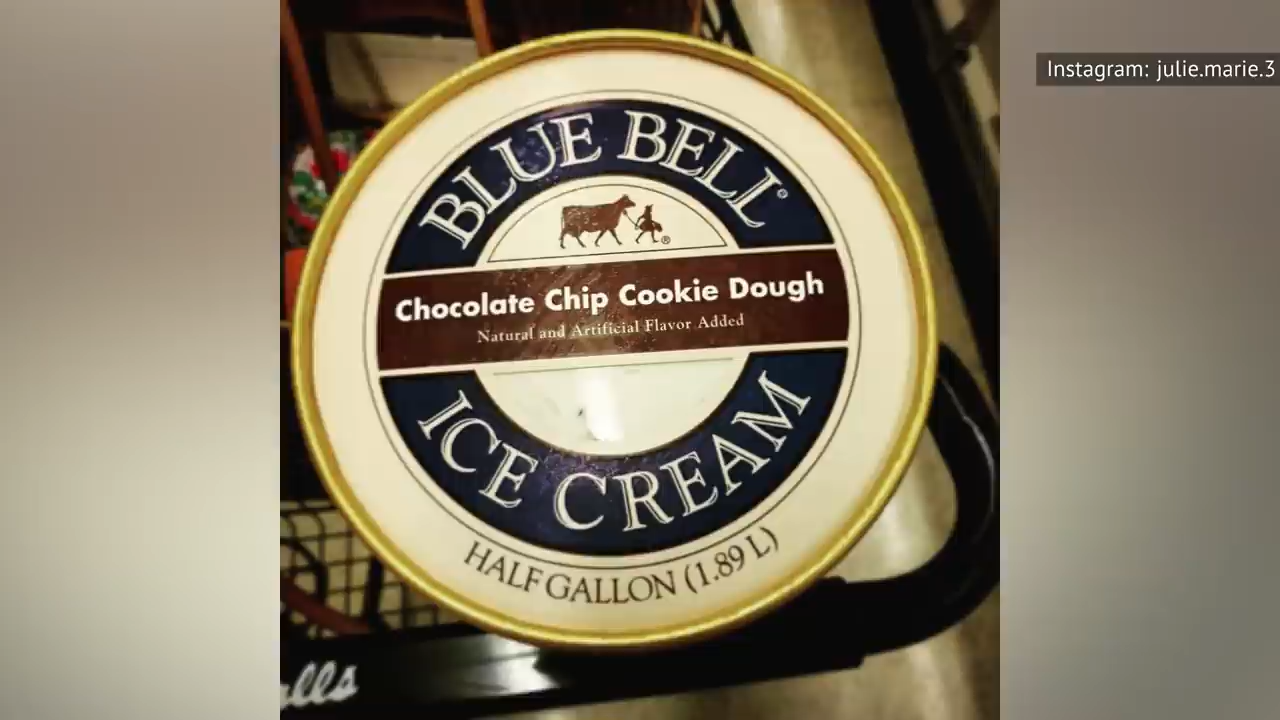 Instagram: julie.marie.3
BLUE BELL®
®
Chocolate Chip Cookie Dough
Natural and Artificial Flavor Added
ICE CREAM
HALF GALLON (1.89 L)